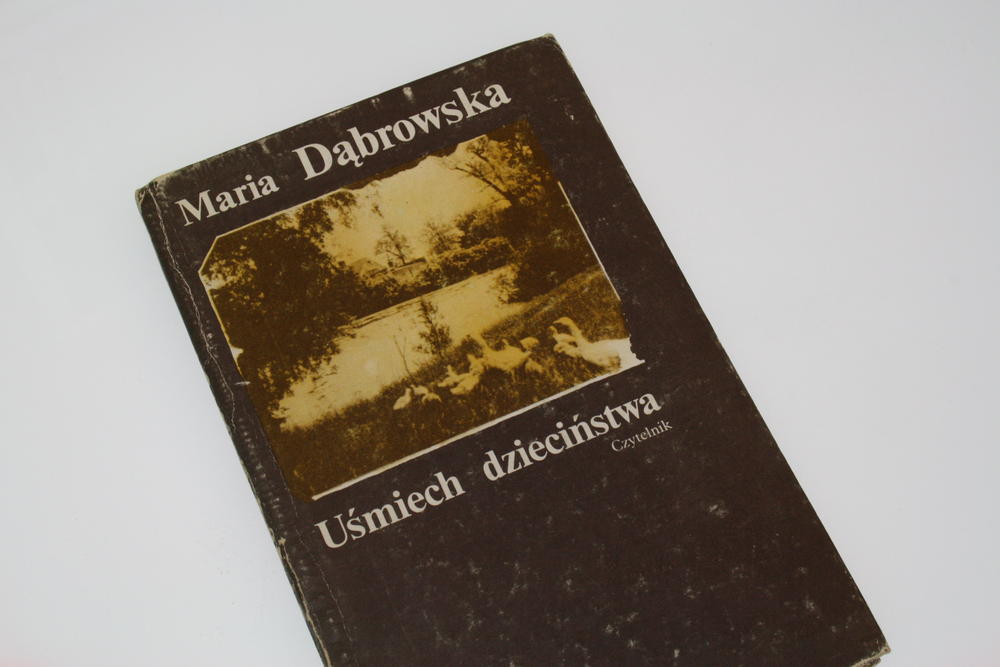 Maria Dąbrowska
Uśmiech dzieciństwa
Czytelnik